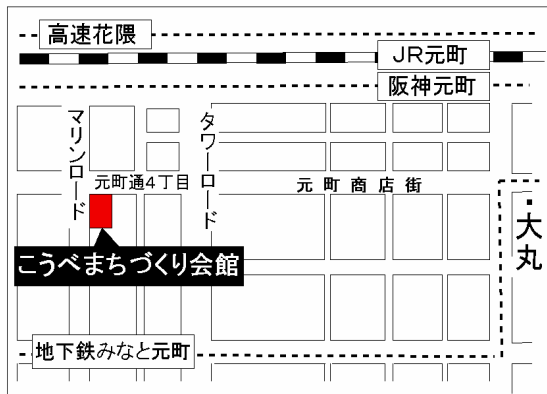 高速花隈
JR元町
阪神元町
マリンロード
タワーロード
元町通4丁目
元町商店街
・大丸
こうべまちづくり会館
地下鉄みなと元町